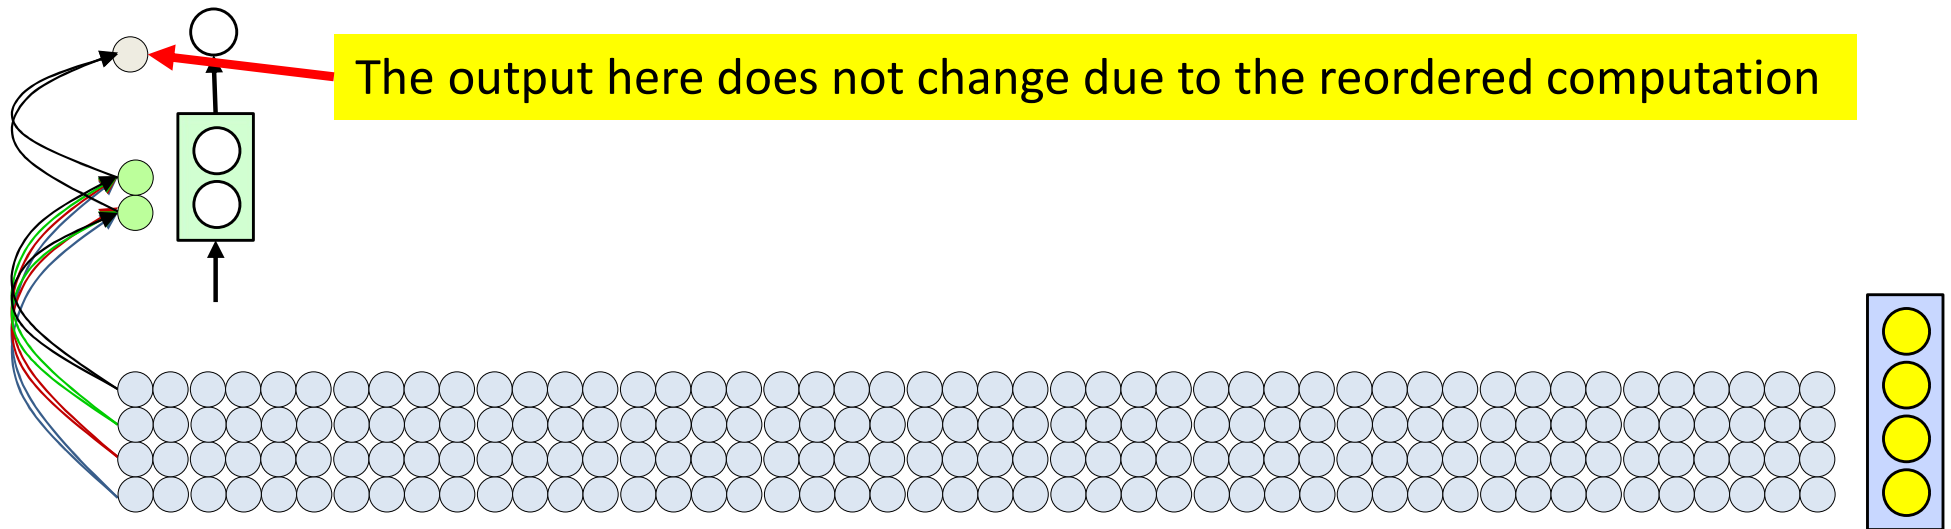 The output here does not change due to the reordered computation